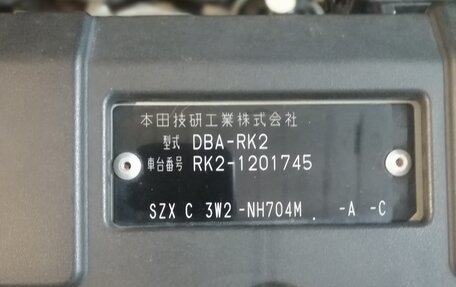 本田技研工業株式会社
型式 DBA-RK2
車台番号 RK2-1201745
SZX C 3W2 -NH704M . -A -C